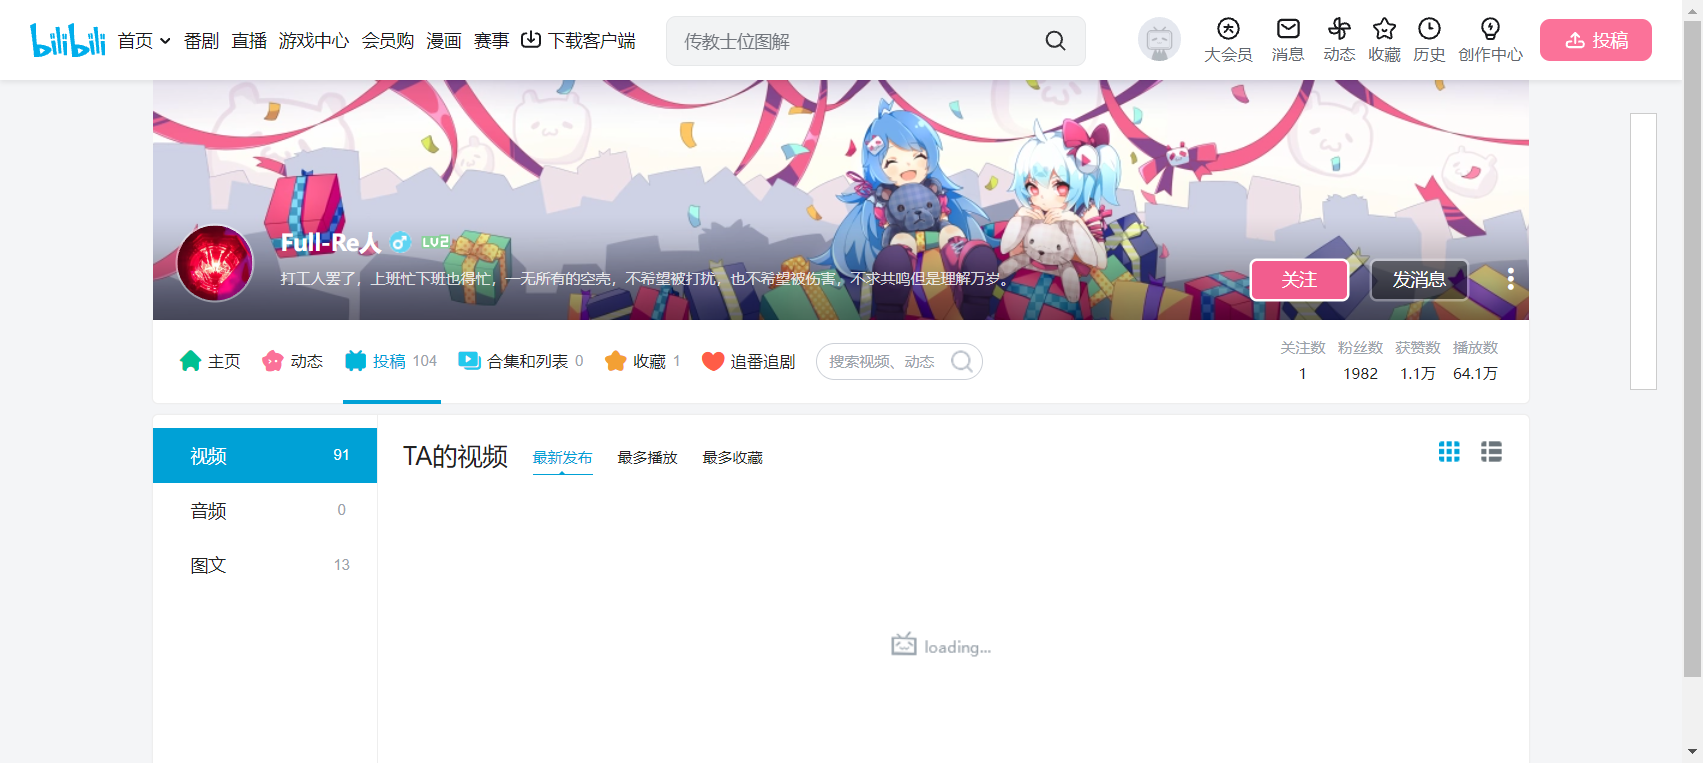 bilibili 首页 番剧 直播 游戏中心 会员购 漫画 赛事 下载客户端 传教士位图解 大会员 消息 动态 收藏 历史 创作中心 投稿
Full-Re人 LV2
打工人罢了，上班忙下班也得忙，一无所有的空壳，不希望被打扰，也不希望被伤害，不求共鸣但是理解万岁。
关注 发消息
主页 动态 投稿 104 合集和列表 0 收藏 1 追番追剧 搜索视频、动态
关注数 粉丝数 获赞数 播放数
1 1982 1.1万 64.1万
视频 91
音频 0
图文 13
TA的视频 最新发布 最多播放 最多收藏
loading...